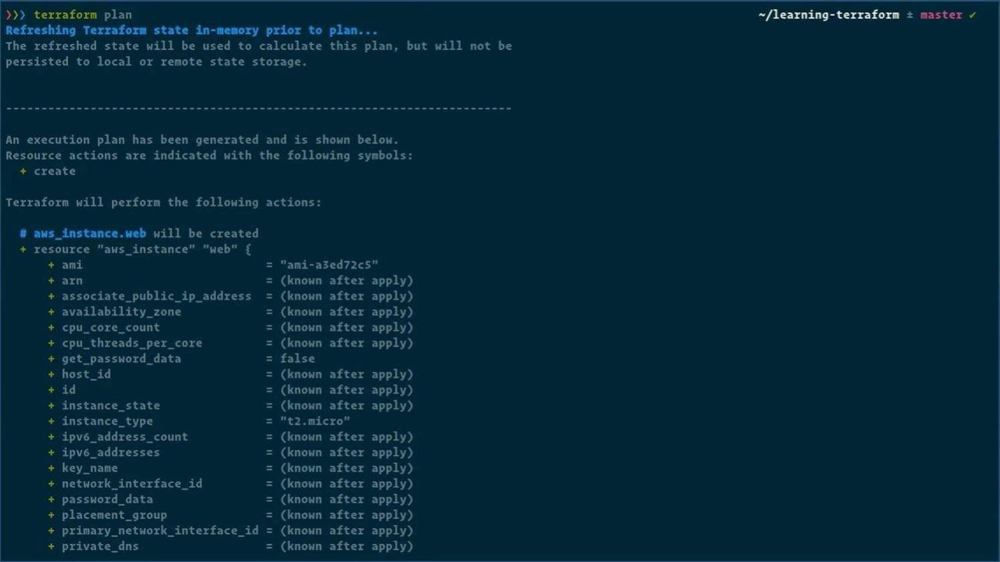 ❯❯❯ terraform plan ~/learning-terraform ± master ✓
Refreshing Terraform state in-memory prior to plan...
The refreshed state will be used to calculate this plan, but will not be
persisted to local or remote state storage.
------------------------------------------------------------------------
An execution plan has been generated and is shown below.
Resource actions are indicated with the following symbols:
+ create
Terraform will perform the following actions:
# aws_instance.web will be created
+ resource "aws_instance" "web" {
+ ami = "ami-a3ed72c5"
+ arn = (known after apply)
+ associate_public_ip_address = (known after apply)
+ availability_zone = (known after apply)
+ cpu_core_count = (known after apply)
+ cpu_threads_per_core = (known after apply)
+ get_password_data = false
+ host_id = (known after apply)
+ id = (known after apply)
+ instance_state = (known after apply)
+ instance_type = "t2.micro"
+ ipv6_address_count = (known after apply)
+ ipv6_addresses = (known after apply)
+ key_name = (known after apply)
+ network_interface_id = (known after apply)
+ password_data = (known after apply)
+ placement_group = (known after apply)
+ primary_network_interface_id = (known after apply)
+ private_dns = (known after apply)